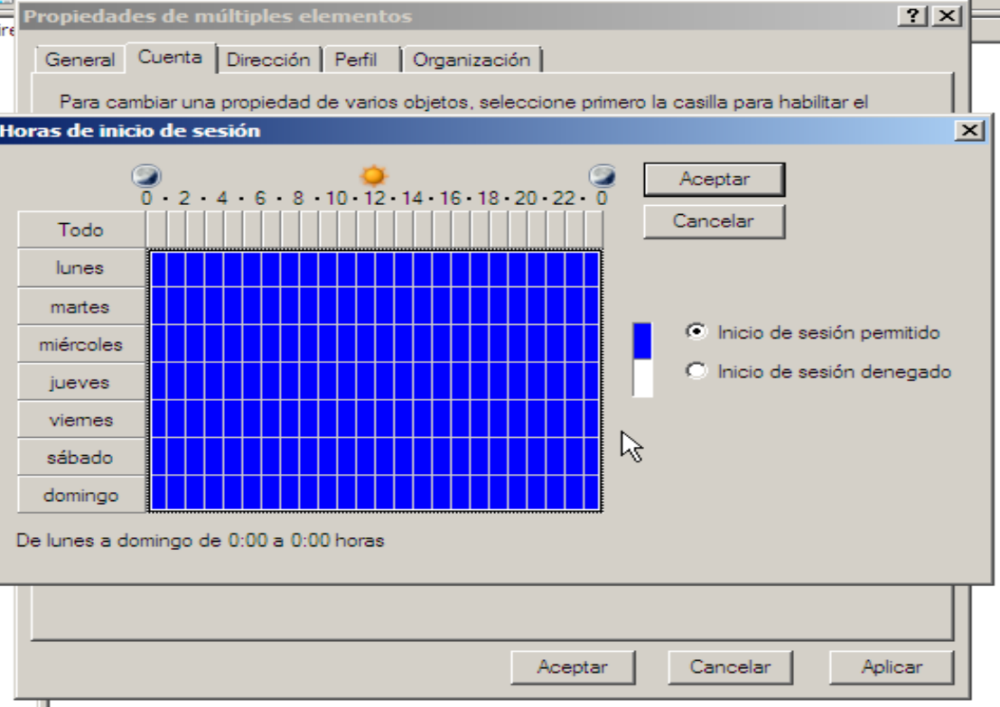 Propiedades de múltiples elementos
General Cuenta Dirección Perfil Organización
Para cambiar una propiedad de varios objetos, seleccione primero la casilla para habilitar el
Horas de inicio de sesión
0 · 2 · 4 · 6 · 8 · 10 · 12 · 14 · 16 · 18 · 20 · 22 · 0
Aceptar
Cancelar
Todo
lunes
martes
miércoles
jueves
viernes
sábado
domingo
Inicio de sesión permitido
Inicio de sesión denegado
De lunes a domingo de 0:00 a 0:00 horas
Aceptar Cancelar Aplicar